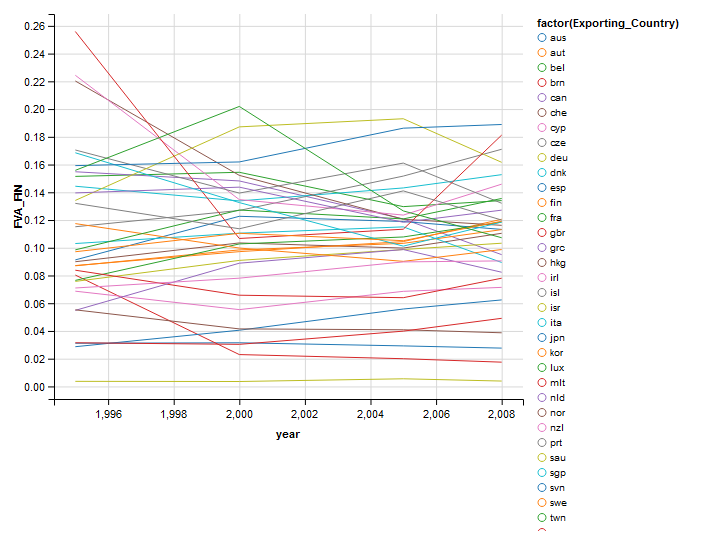 factor(Exporting_Country)
aus
aut
bel
brn
can
che
cyp
cze
deu
dnk
esp
fin
fra
gbr
grc
hkg
irl
isl
isr
ita
jpn
kor
lux
mlt
nld
nor
nzl
prt
sau
sgp
svn
swe
twn
0.26
0.24
0.22
0.20
0.18
0.16
0.14
0.12
0.10
0.08
0.06
0.04
0.02
0.00
FVA_FIN
1,996
1,998
2,000
2,002
2,004
2,006
2,008
year